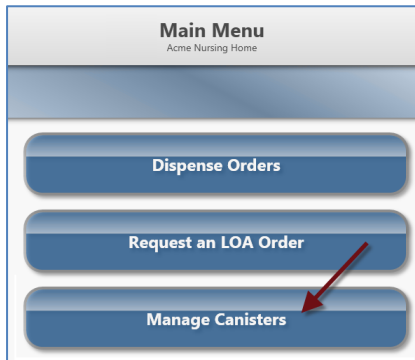 Main Menu
Acme Nursing Home
Dispense Orders
Request an LOA Order
Manage Canisters